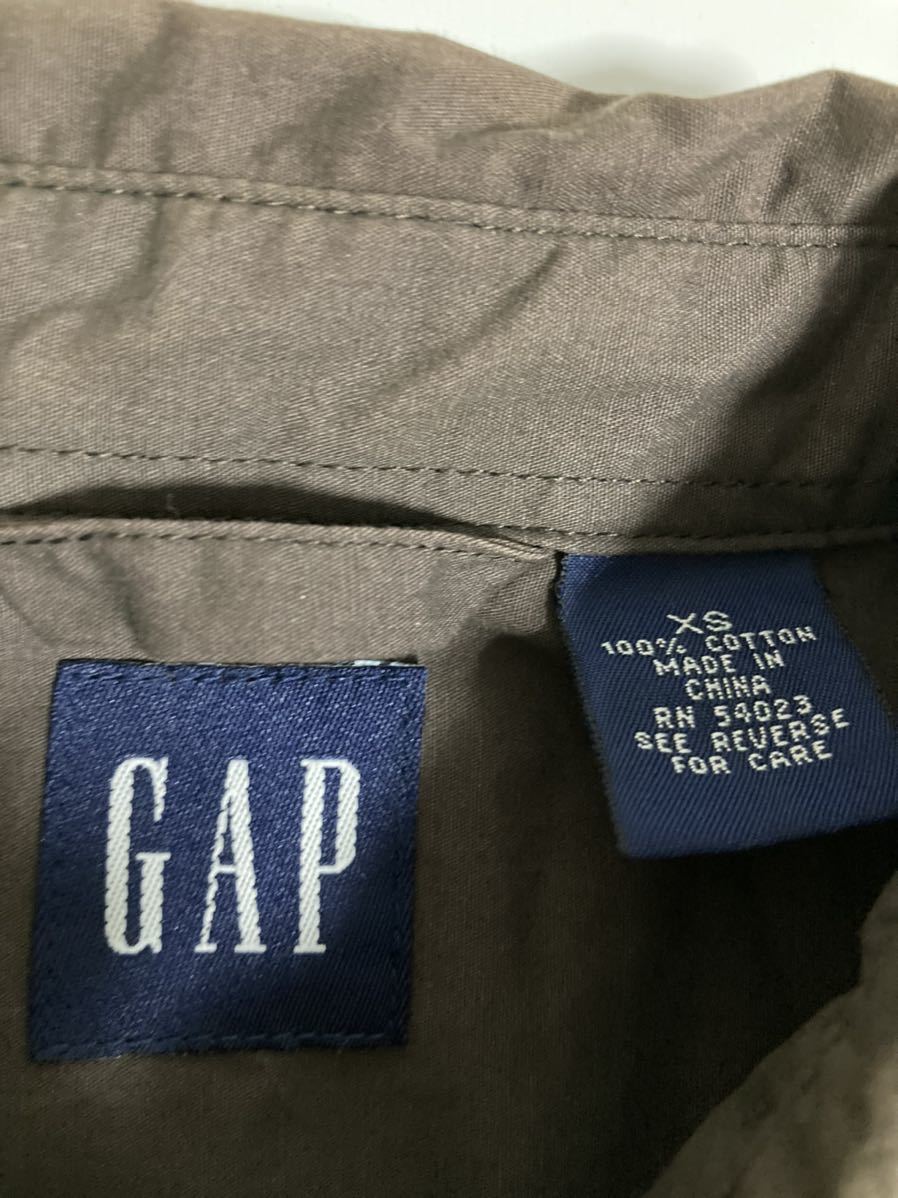 GAP
XS
100% COTTON
MADE IN
CHINA
RN 54023
SEE REVERSE
FOR CARE